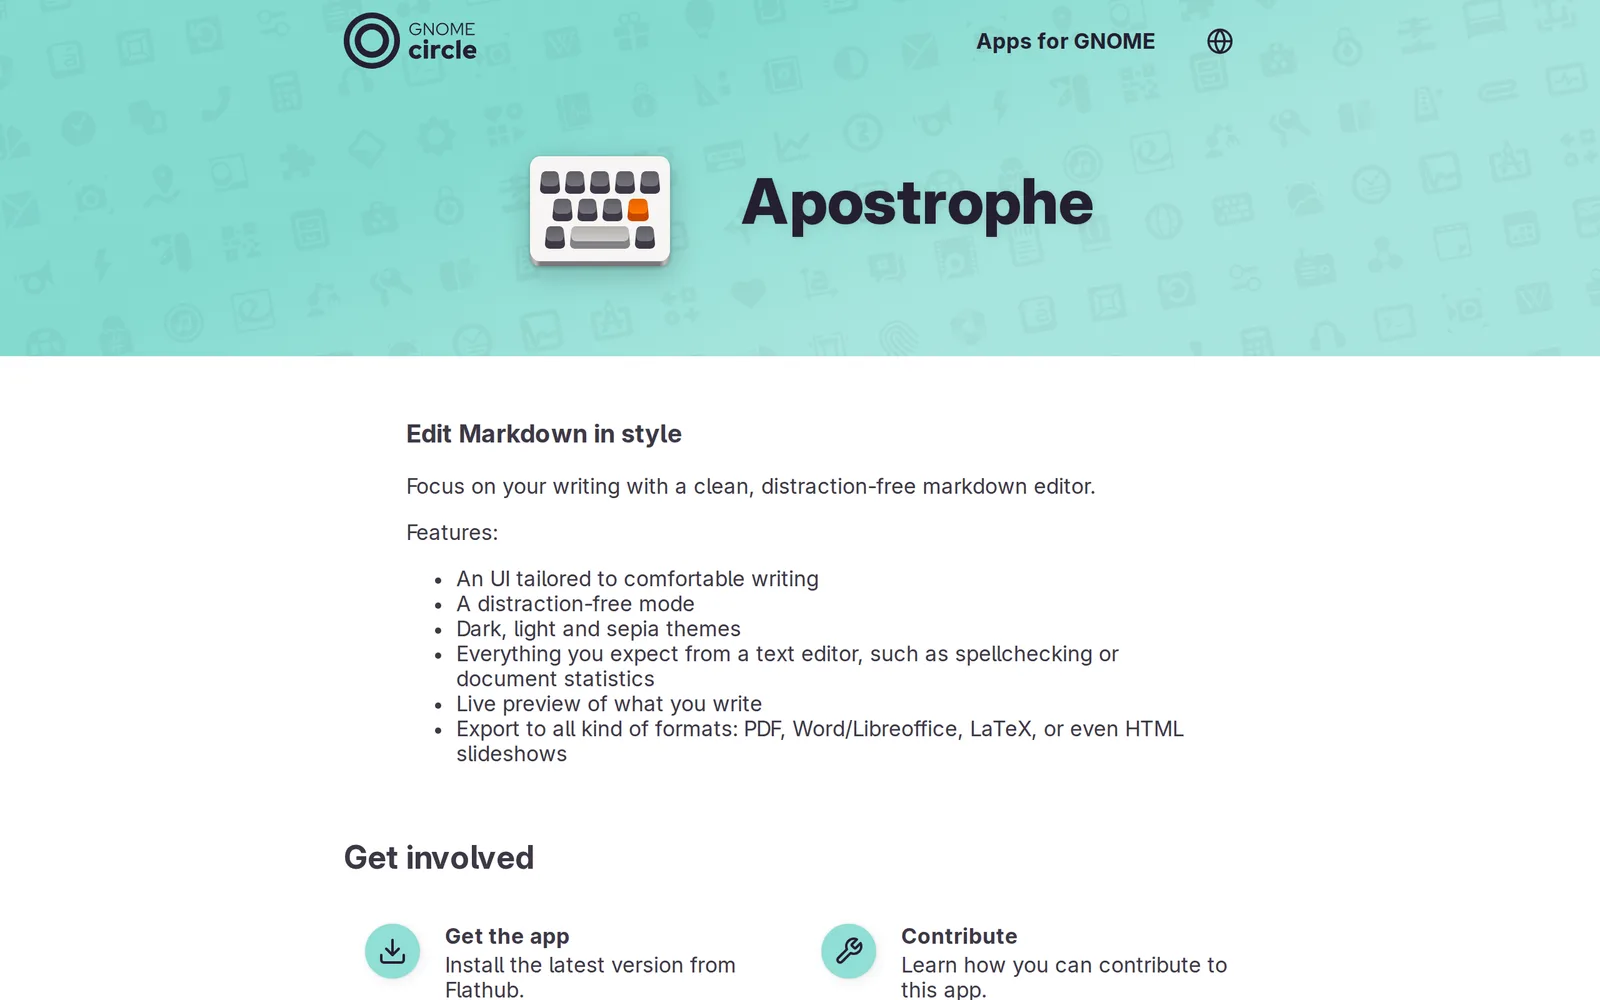 GNOME
circle
Apps for GNOME
Apostrophe
Edit Markdown in style
Focus on your writing with a clean, distraction-free markdown editor.
Features:
• An UI tailored to comfortable writing
• A distraction-free mode
• Dark, light and sepia themes
• Everything you expect from a text editor, such as spellchecking or
document statistics
• Live preview of what you write
• Export to all kind of formats: PDF, Word/Libreoffice, LaTeX, or even HTML
slideshows
Get involved
Get the app
Install the latest version from
Flathub.
Contribute
Learn how you can contribute to
this app.